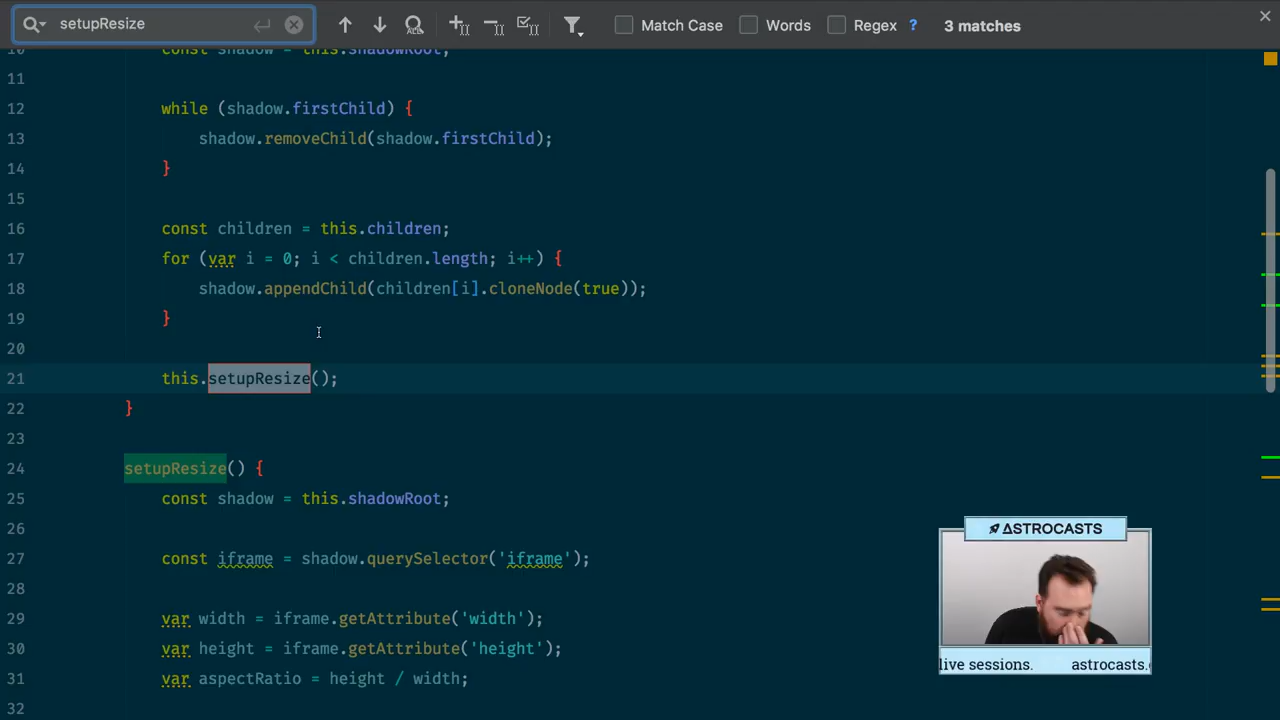 setupResize
ALL
Match Case
Words
Regex
?
3 matches
10 const shadow = this.shadowRoot;
11
12 while (shadow.firstChild) {
13 shadow.removeChild(shadow.firstChild);
14 }
15
16 const children = this.children;
17 for (var i = 0; i < children.length; i++) {
18 shadow.appendChild(children[i].cloneNode(true));
19 }
20
21 this.setupResize();
22 }
23
24 setupResize() {
25 const shadow = this.shadowRoot;
26
27 const iframe = shadow.querySelector('iframe');
28
29 var width = iframe.getAttribute('width');
30 var height = iframe.getAttribute('height');
31 var aspectRatio = height / width;
32
ΔSTROCASTS
live sessions. astrocasts.